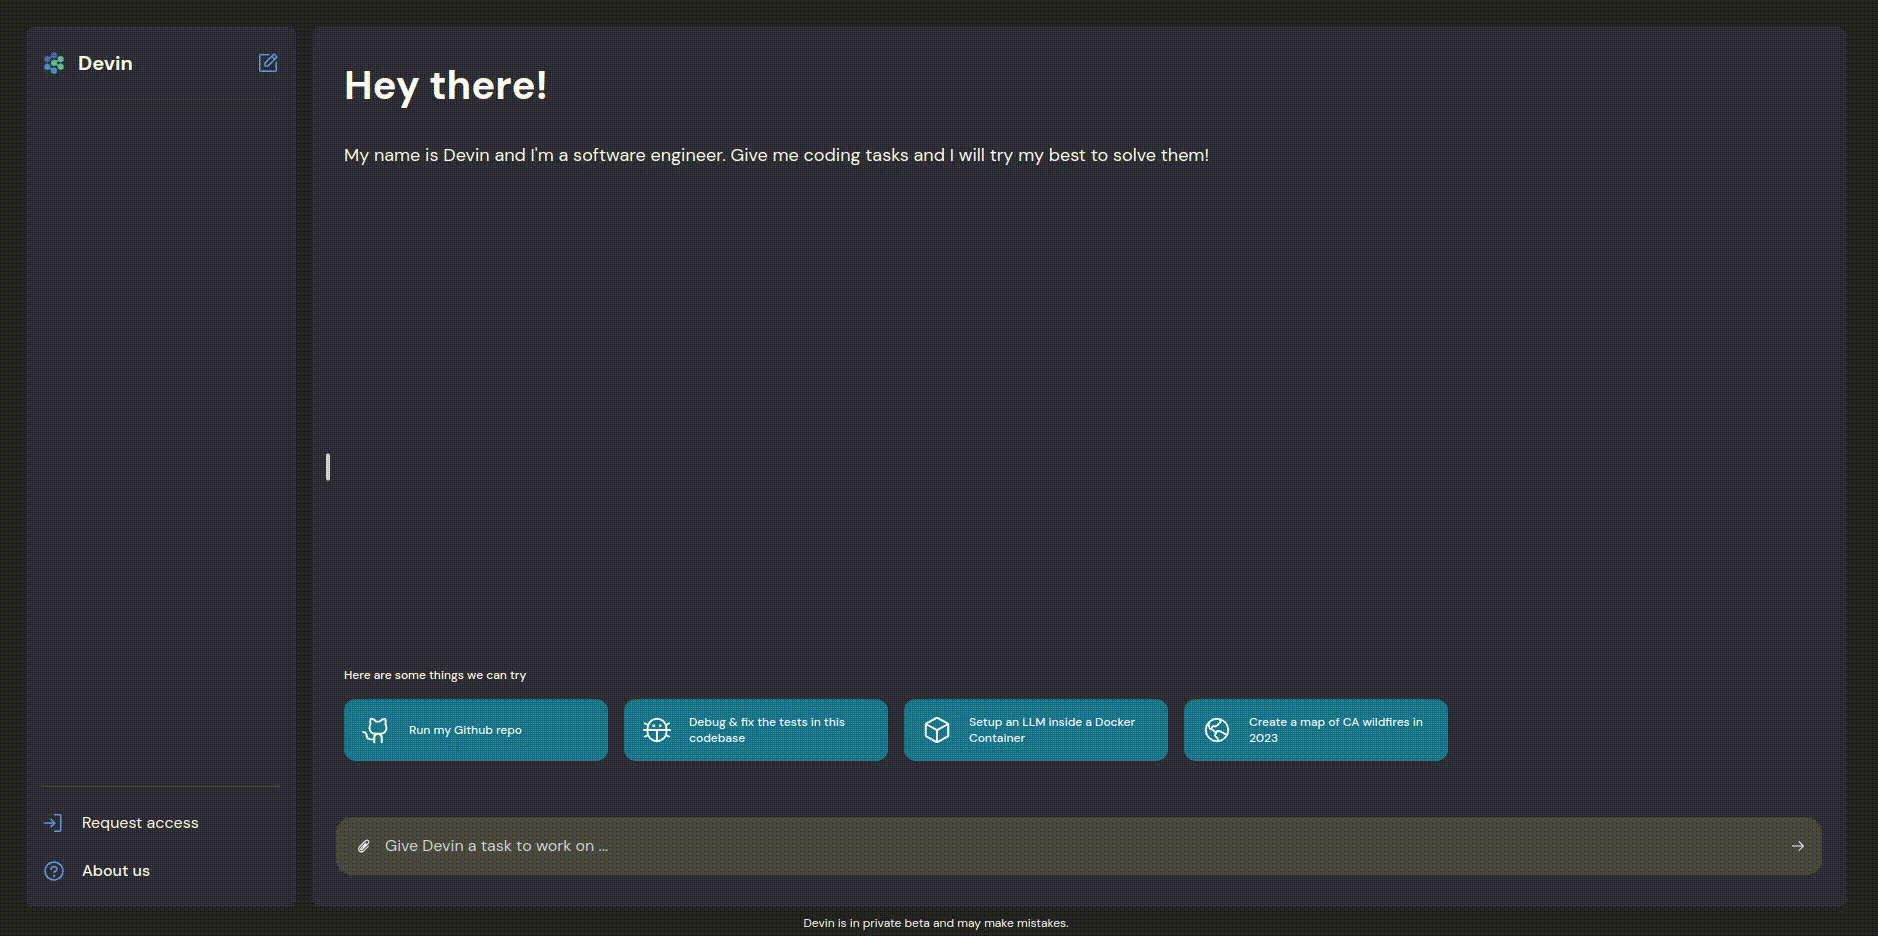 Devin
Hey there!
My name is Devin and I'm a software engineer. Give me coding tasks and I will try my best to solve them!
Here are some things we can try
Run my Github repo
Debug & fix the tests in this
codebase
Setup an LLM inside a Docker
Container
Create a map of CA wildfires in
2023
Request access
About us
Give Devin a task to work on ...
Devin is in private beta and may make mistakes.